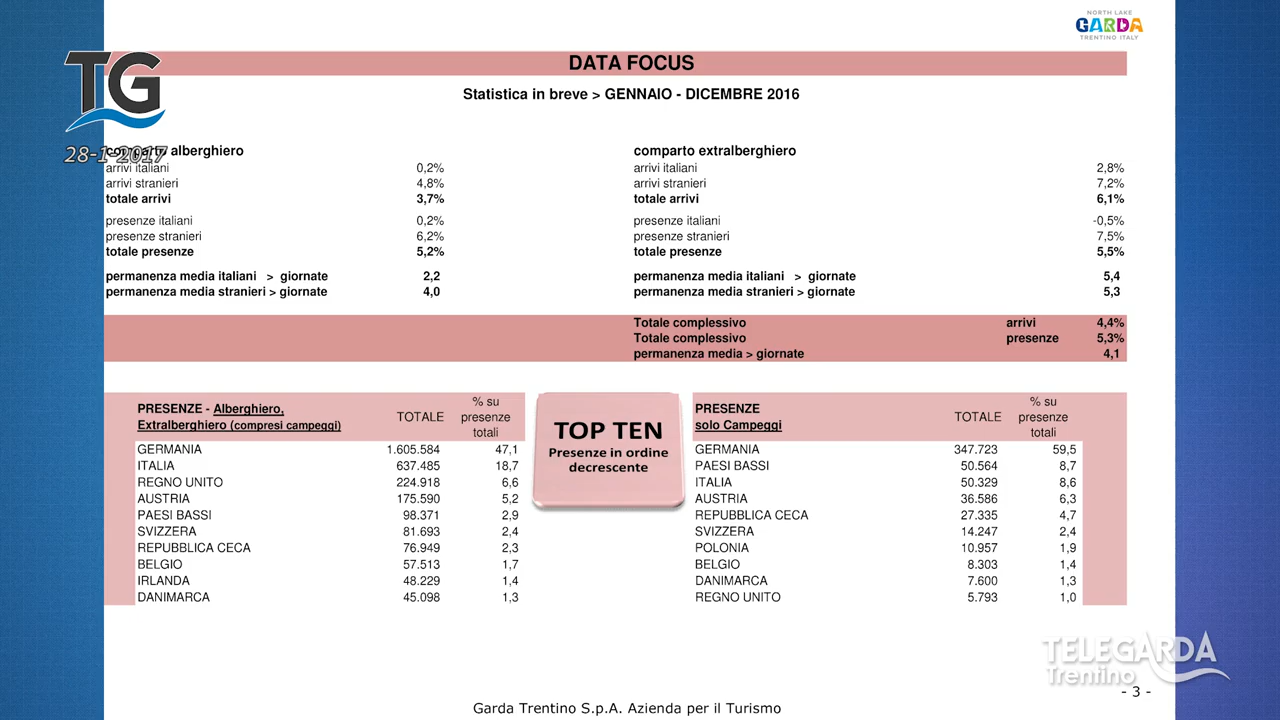 NORTH LAKE
GARDA
TRENTINO ITALY
TG
28-1-2017
DATA FOCUS
Statistica in breve > GENNAIO - DICEMBRE 2016
comparto alberghiero
arrivi italiani 0,2%
arrivi stranieri 4,8%
totale arrivi 3,7%
presenze italiani 0,2%
presenze stranieri 6,2%
totale presenze 5,2%
permanenza media italiani > giornate 2,2
permanenza media stranieri > giornate 4,0
comparto extralberghiero
arrivi italiani 2,8%
arrivi stranieri 7,2%
totale arrivi 6,1%
presenze italiani -0,5%
presenze stranieri 7,5%
totale presenze 5,5%
permanenza media italiani > giornate 5,4
permanenza media stranieri > giornate 5,3
Totale complessivo arrivi 4,4%
Totale complessivo presenze 5,3%
permanenza media > giornate 4,1
PRESENZE - Alberghiero,
Extralberghiero (compresi campeggi)
TOTALE
% su
presenze
totali
GERMANIA 1.605.584 47,1
ITALIA 637.485 18,7
REGNO UNITO 224.918 6,6
AUSTRIA 175.590 5,2
PAESI BASSI 98.371 2,9
SVIZZERA 81.693 2,4
REPUBBLICA CECA 76.949 2,3
BELGIO 57.513 1,7
IRLANDA 48.229 1,4
DANIMARCA 45.098 1,3
TOP TEN
Presenze in ordine
decrescente
PRESENZE
solo Campeggi
TOTALE
% su
presenze
totali
GERMANIA 347.723 59,5
PAESI BASSI 50.564 8,7
ITALIA 50.329 8,6
AUSTRIA 36.586 6,3
REPUBBLICA CECA 27.335 4,7
SVIZZERA 14.247 2,4
POLONIA 10.957 1,9
BELGIO 8.303 1,4
DANIMARCA 7.600 1,3
REGNO UNITO 5.793 1,0
TELEGARDA
Trentino
- 3 -
Garda Trentino S.p.A. Azienda per il Turismo